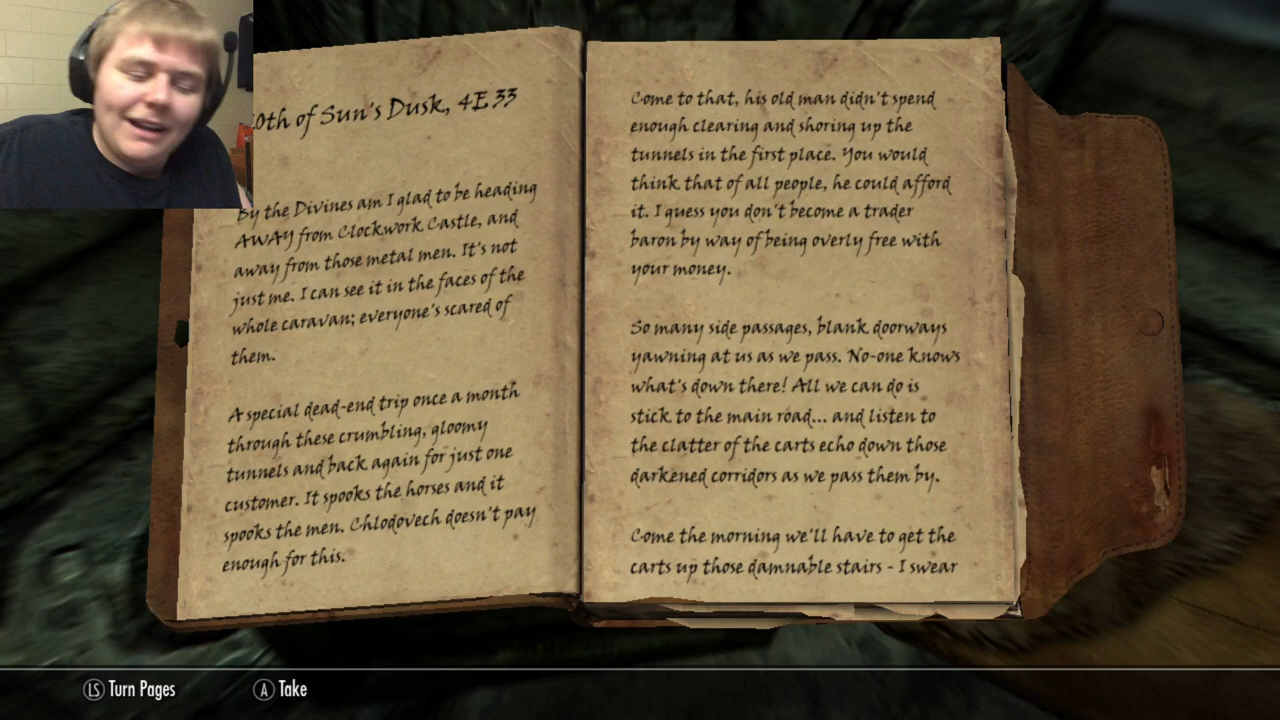 0th of Sun's Dusk, 4E 33
By the Divines am I glad to be heading
AWAY from Clockwork Castle, and
away from those metal men. It's not
just me. I can see it in the faces of the
whole caravan; everyone's scared of
them.
A special dead-end trip once a month
through these crumbling, gloomy
tunnels and back again for just one
customer. It spooks the horses and it
spooks the men. Chlodovech doesn't pay
enough for this.
Come to that, his old man didn't spend
enough clearing and shoring up the
tunnels in the first place. You would
think that of all people, he could afford
it. I guess you don't become a trader
baron by way of being overly free with
your money.
So many side passages, blank doorways
yawning at us as we pass. No-one knows
what's down there! All we can do is
stick to the main road... and listen to
the clatter of the carts echo down those
darkened corridors as we pass them by.
Come the morning we'll have to get the
carts up those damnable stairs - I swear
LS Turn Pages
A Take